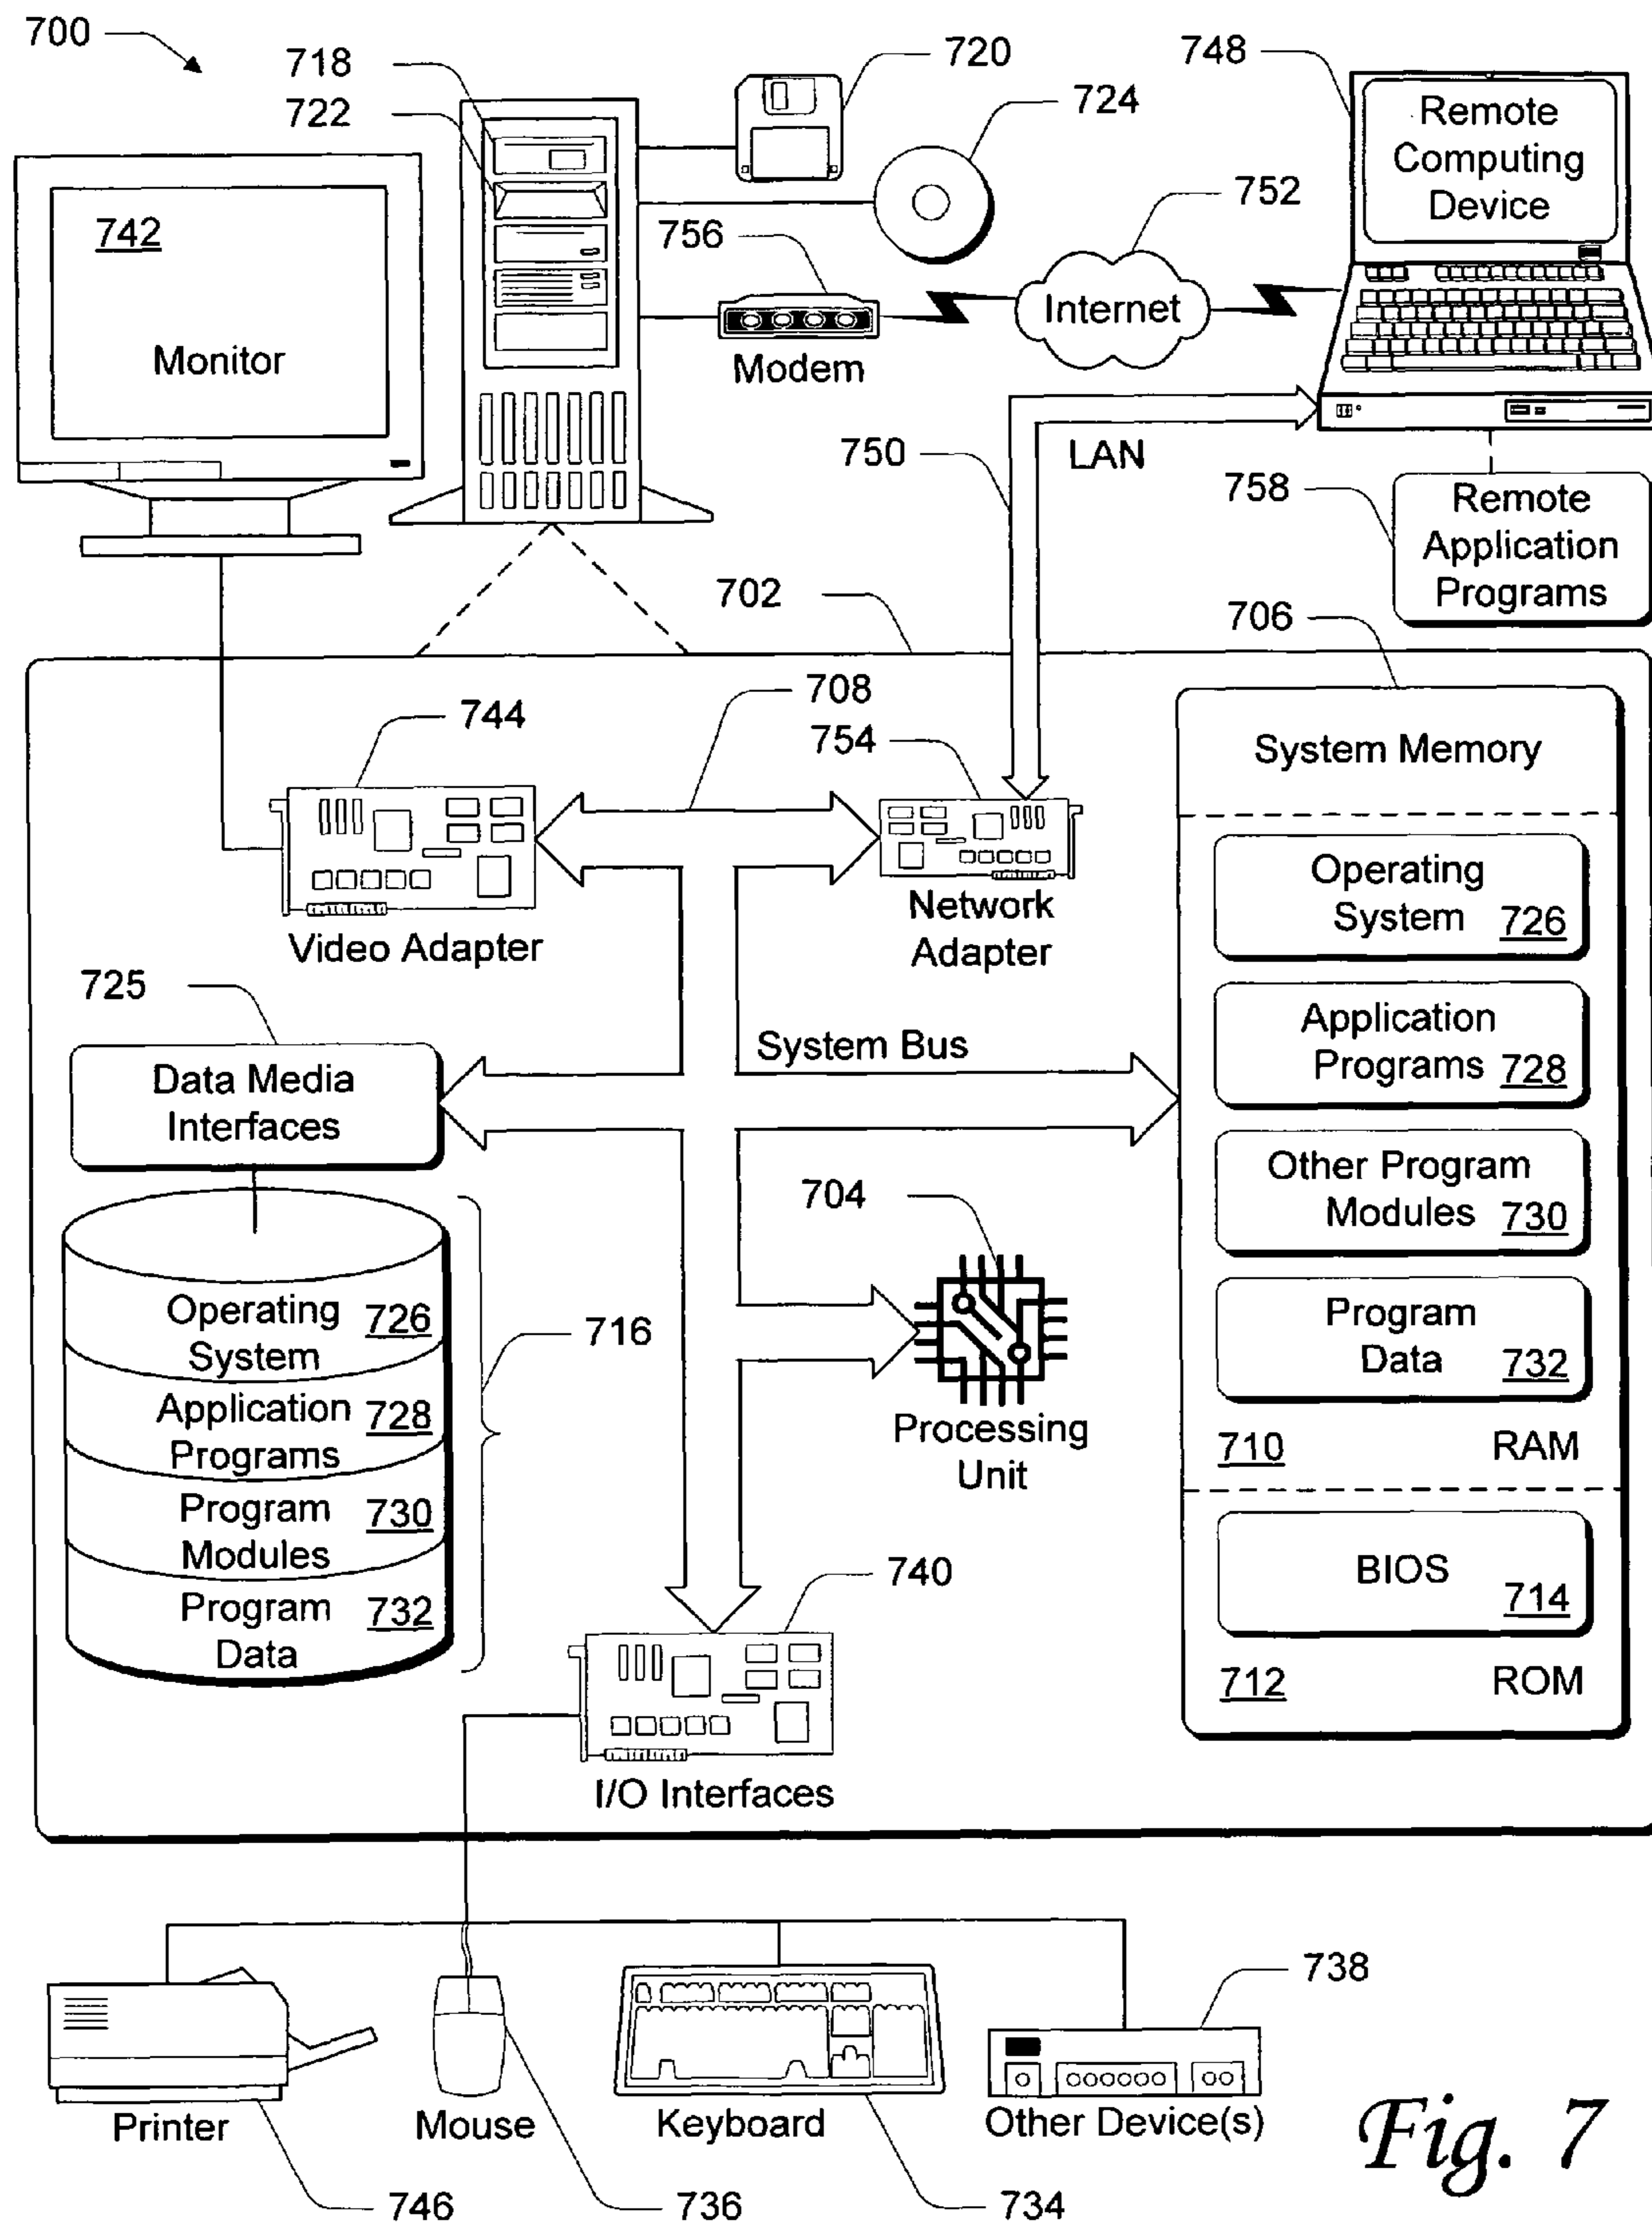 700
718
722
720
724
748
Remote
Computing
Device
742
Monitor
756
Modem
752
Internet
750
LAN
758
Remote
Application
Programs
702
706
708
744
Video Adapter
754
Network
Adapter
System Memory
Operating
System 726
Application
Programs 728
Other Program
Modules 730
Program
Data 732
710 RAM
BIOS
714
712 ROM
725
Data Media
Interfaces
System Bus
704
Processing
Unit
Operating 726
System
Application 728
Programs
Program 730
Modules
Program 732
Data
716
740
I/O Interfaces
738
Printer
Mouse
Keyboard
Other Device(s)
746
736
734
Fig. 7